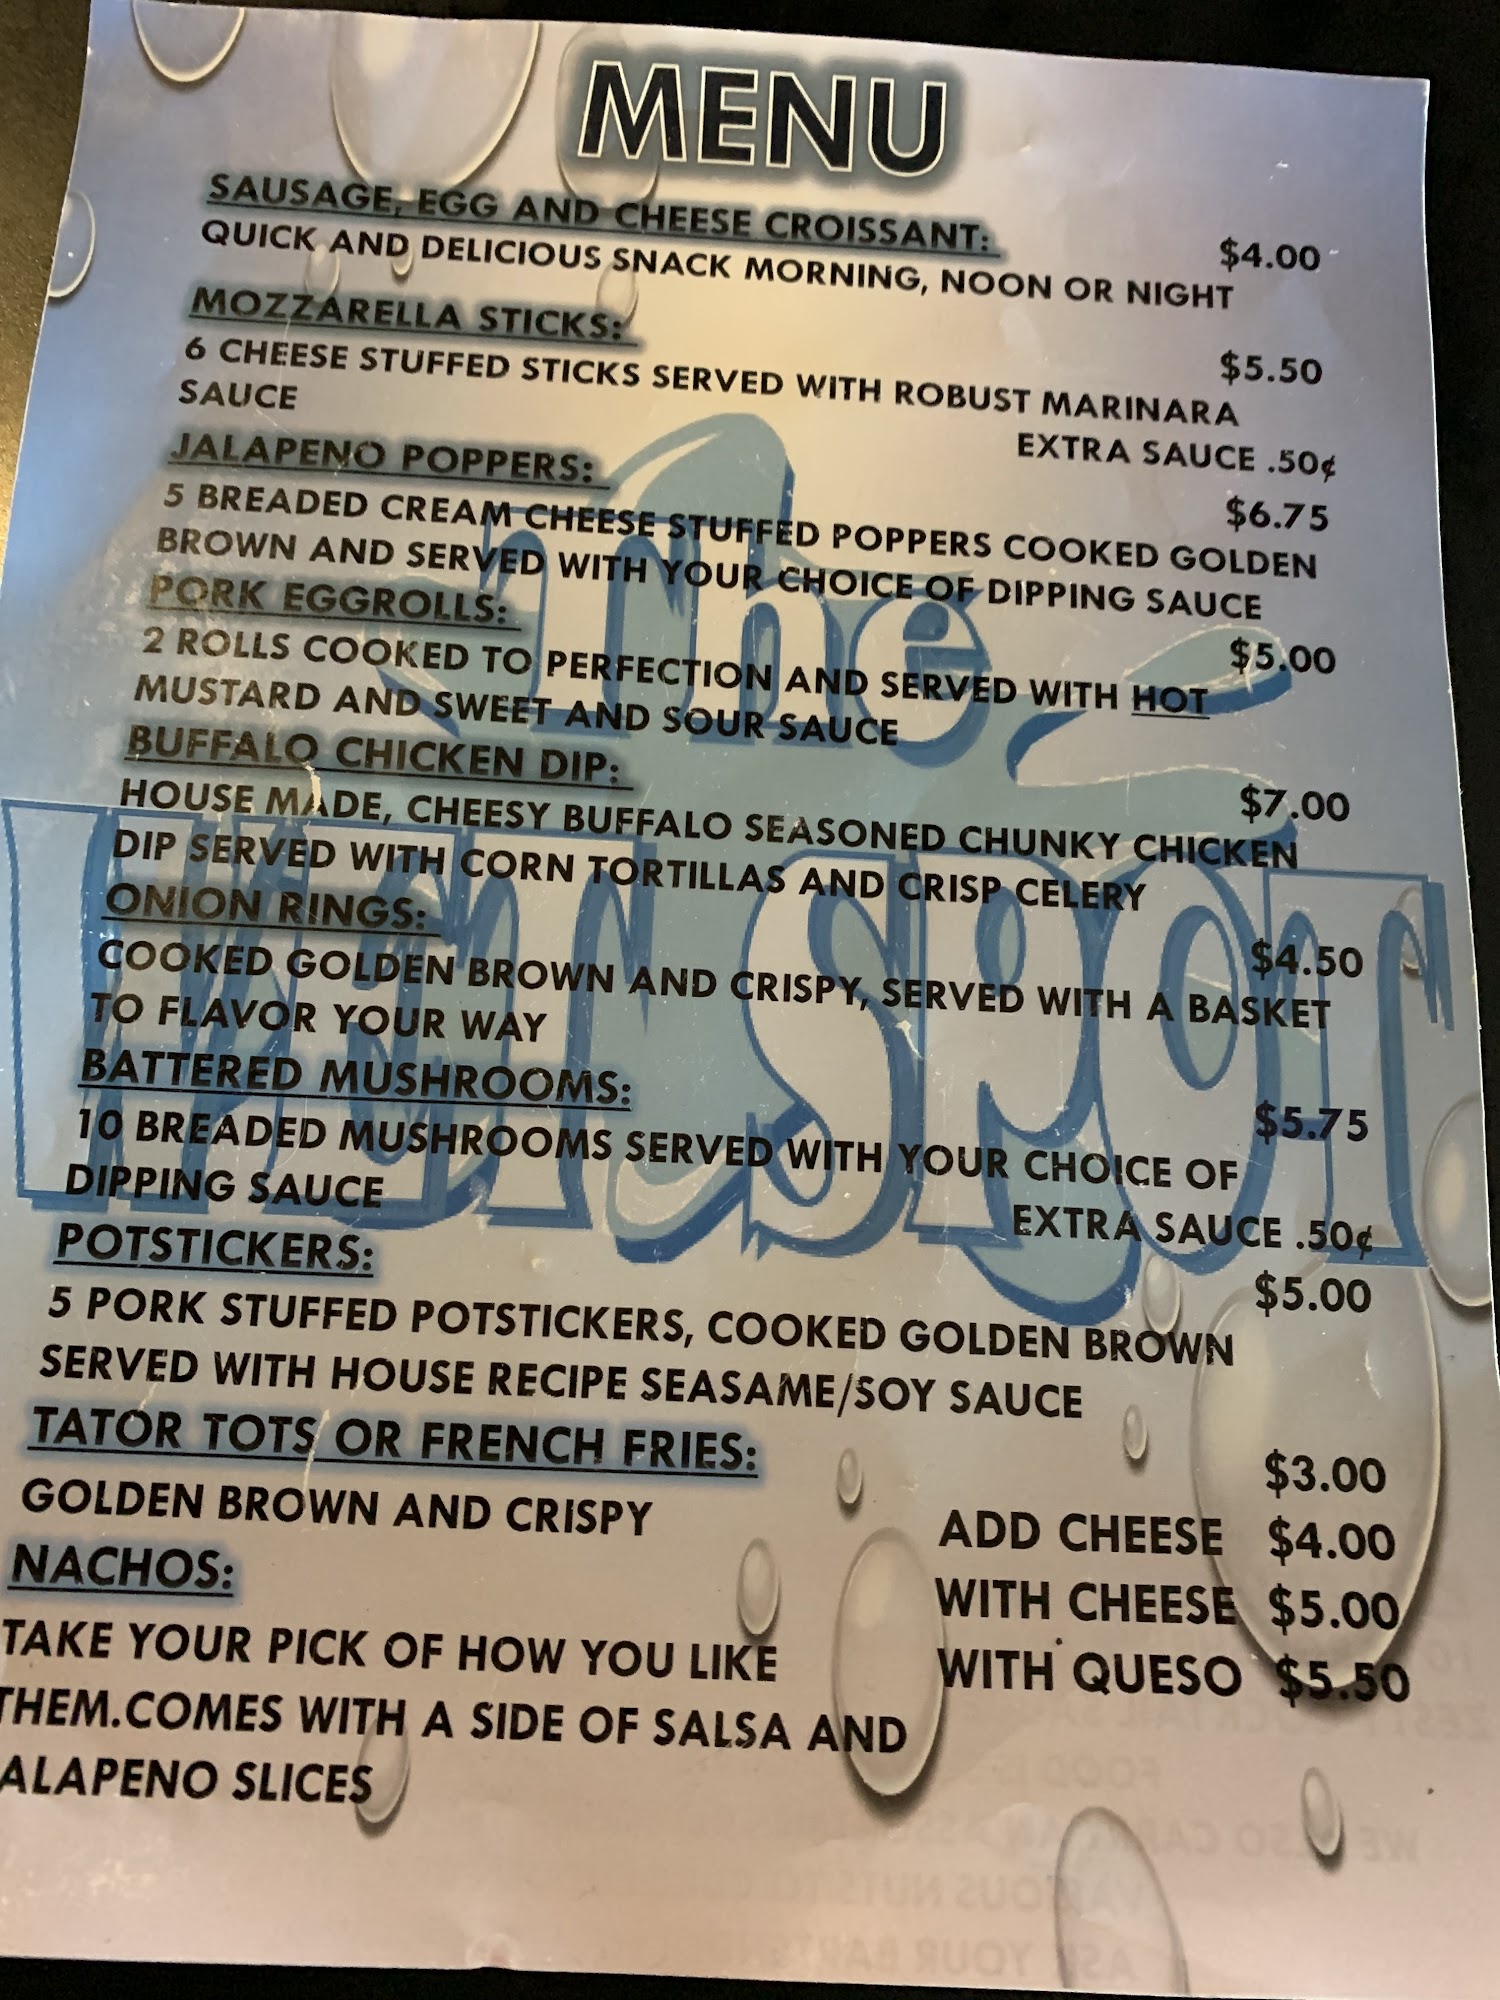 MENU
SAUSAGE, EGG AND CHEESE CROISSANT: $4.00
QUICK AND DELICIOUS SNACK MORNING, NOON OR NIGHT
MOZZARELLA STICKS: $5.50
6 CHEESE STUFFED STICKS SERVED WITH ROBUST MARINARA
SAUCE
EXTRA SAUCE .50¢
JALAPENO POPPERS: $6.75
5 BREADED CREAM CHEESE STUFFED POPPERS COOKED GOLDEN
BROWN AND SERVED WITH YOUR CHOICE OF DIPPING SAUCE
PORK EGGROLLS: $5.00
2 ROLLS COOKED TO PERFECTION AND SERVED WITH HOT
MUSTARD AND SWEET AND SOUR SAUCE
BUFFALO CHICKEN DIP: $7.00
HOUSE MADE, CHEESY BUFFALO SEASONED CHUNKY CHICKEN
DIP SERVED WITH CORN TORTILLAS AND CRISP CELERY
ONION RINGS: $4.50
COOKED GOLDEN BROWN AND CRISPY, SERVED WITH A BASKET
TO FLAVOR YOUR WAY
BATTERED MUSHROOMS: $5.75
10 BREADED MUSHROOMS SERVED WITH YOUR CHOICE OF
DIPPING SAUCE
EXTRA SAUCE .50¢
POTSTICKERS: $5.00
5 PORK STUFFED POTSTICKERS, COOKED GOLDEN BROWN
SERVED WITH HOUSE RECIPE SEASAME/SOY SAUCE
TATOR TOTS OR FRENCH FRIES: $3.00
GOLDEN BROWN AND CRISPY
ADD CHEESE $4.00
NACHOS: WITH CHEESE $5.00
TAKE YOUR PICK OF HOW YOU LIKE WITH QUESO $5.50
THEM.COMES WITH A SIDE OF SALSA AND
ALAPENO SLICES
The
WET SPOT